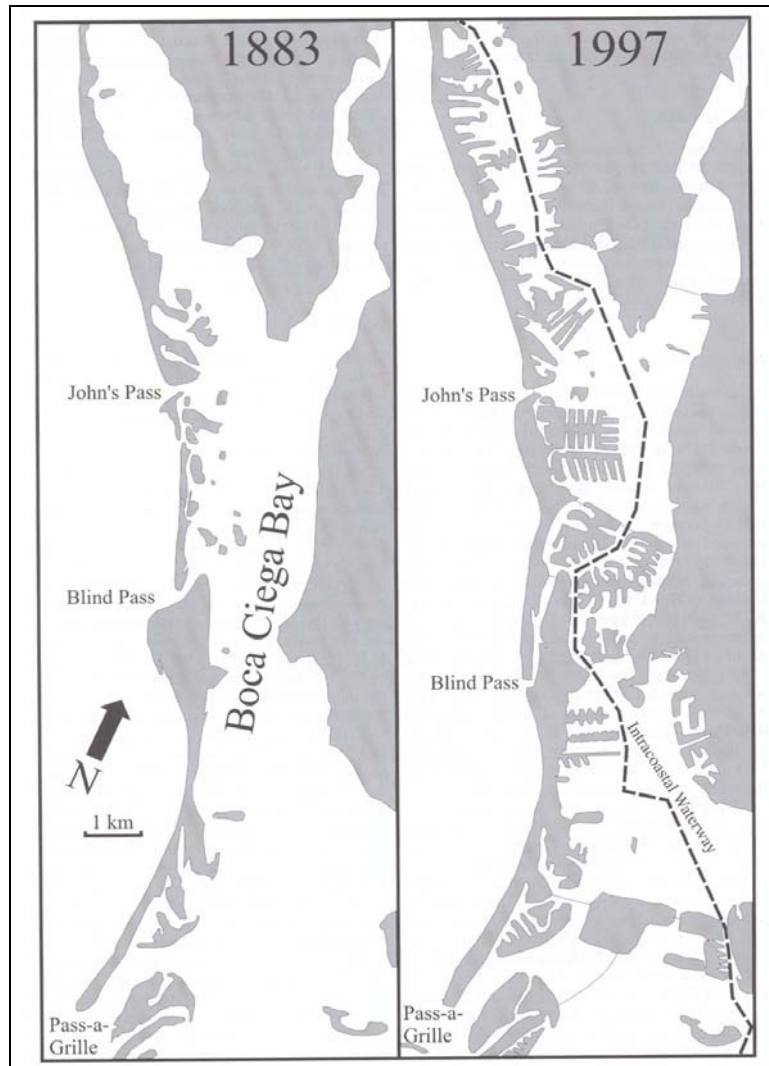 1883
John's Pass
Blind Pass
Boca Ciega Bay
N
1 km
Pass-a-
Grille
1997
John's Pass
Blind Pass
Intracoastal Waterway
Pass-a-
Grille